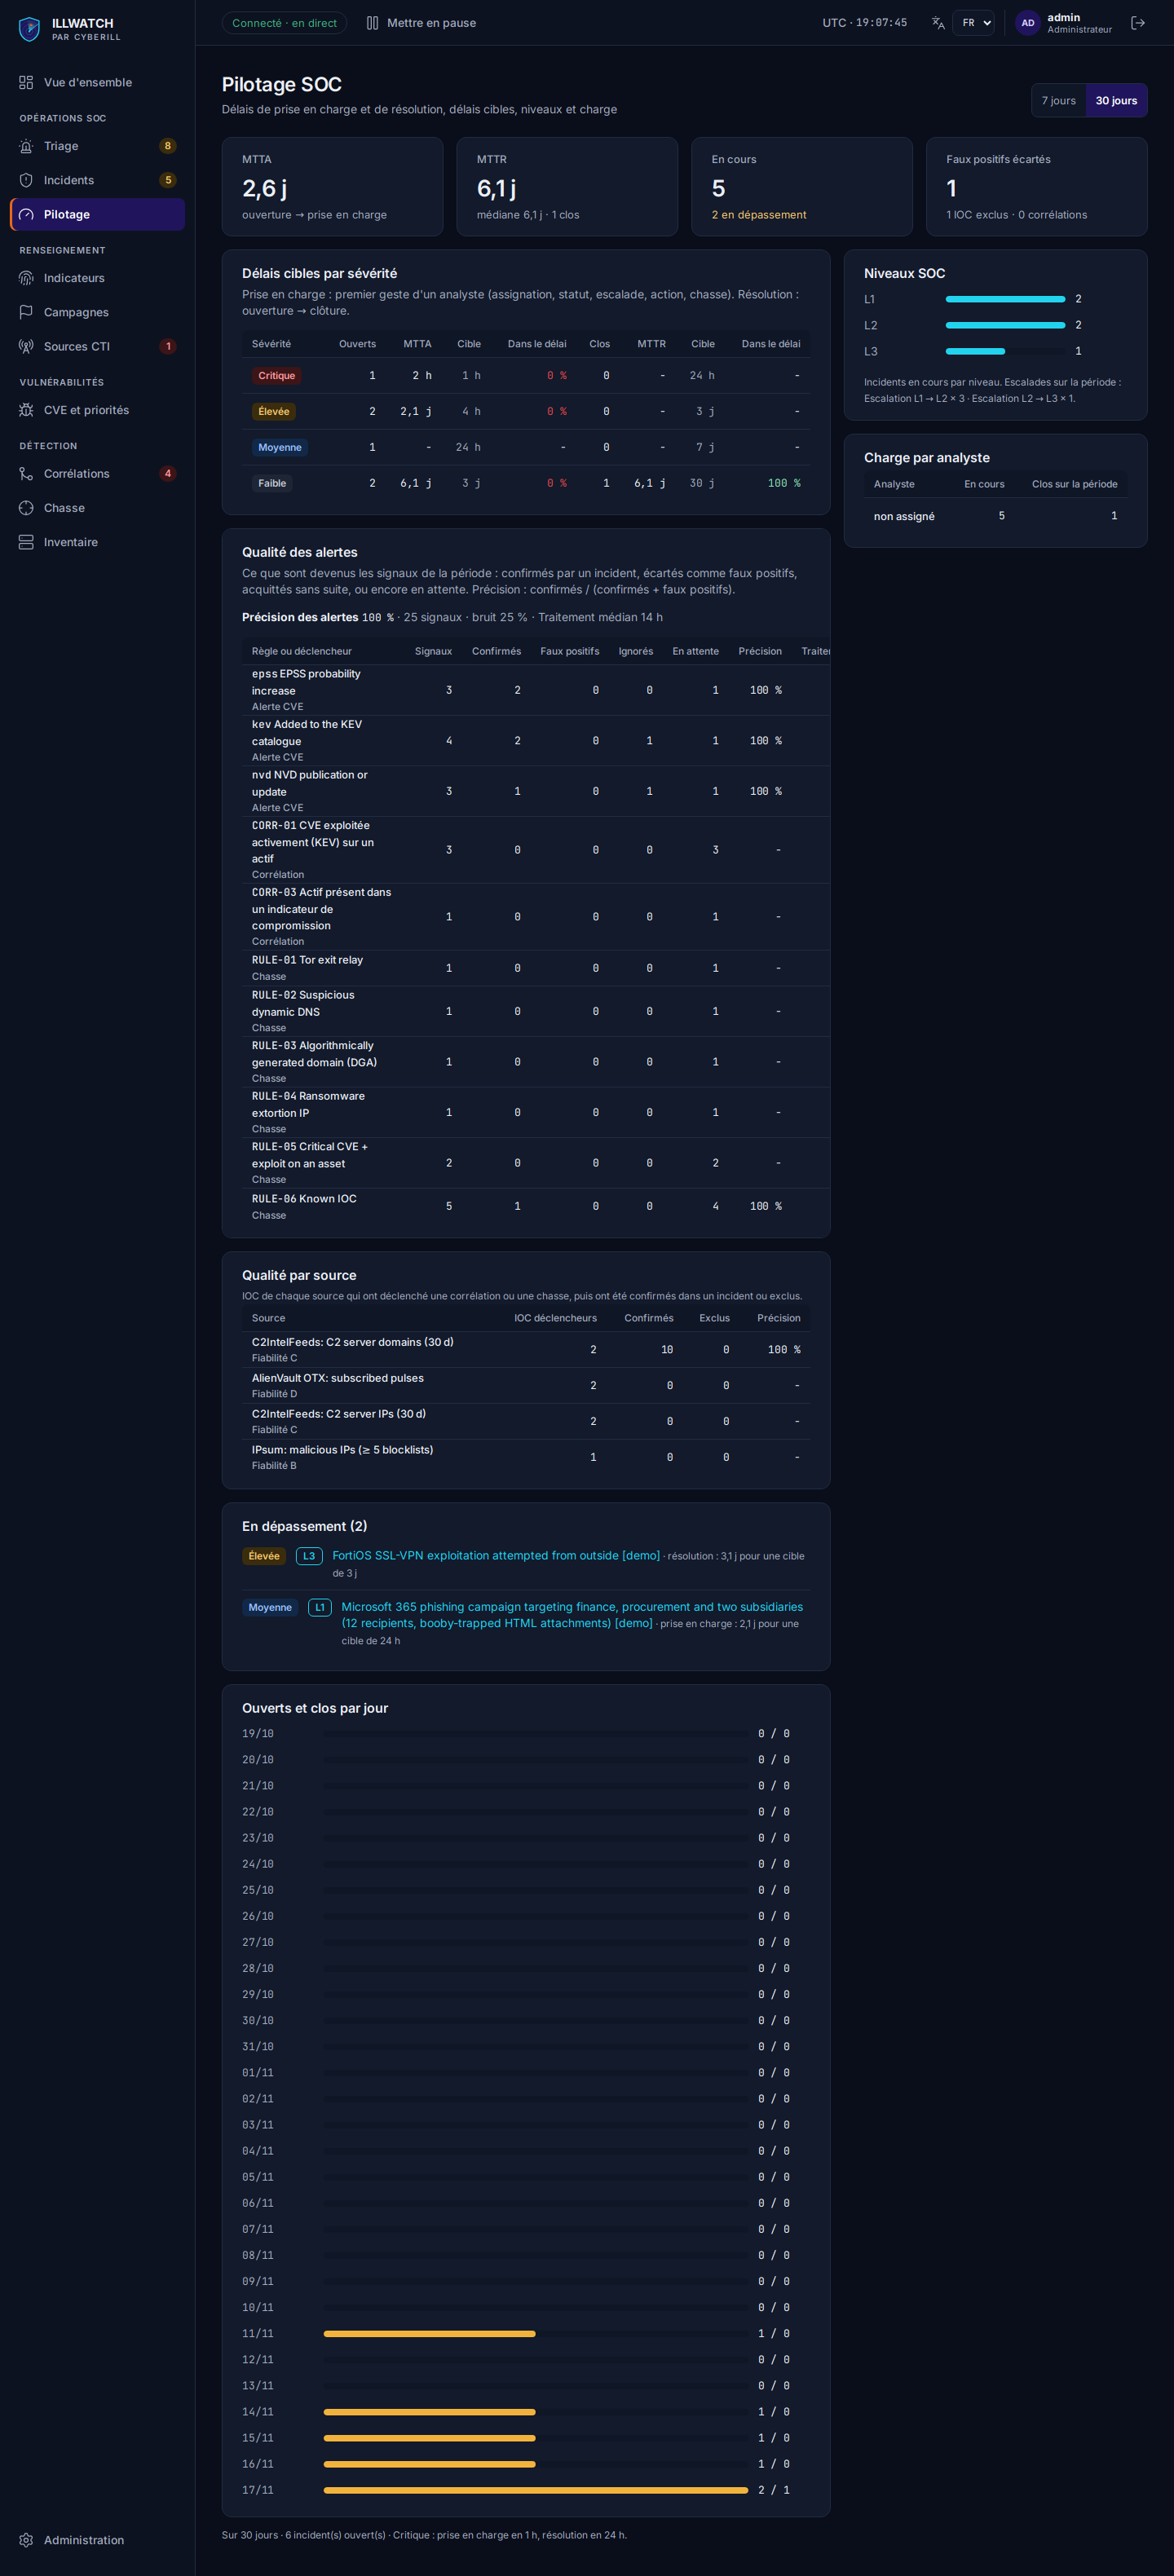 ILLWATCH
PAR CYBERILL
Connecté · en direct
Mettre en pause
UTC · 19:07:45
FR
AD
admin
Administrateur
Vue d'ensemble
OPÉRATIONS SOC
Triage 8
Incidents 5
Pilotage
RENSEIGNEMENT
Indicateurs
Campagnes
Sources CTI 1
VULNÉRABILITÉS
CVE et priorités
DÉTECTION
Corrélations 4
Chasse
Inventaire
Administration
Pilotage SOC
Délais de prise en charge et de résolution, délais cibles, niveaux et charge
7 jours 30 jours
MTTA
2,6 j
ouverture → prise en charge
MTTR
6,1 j
médiane 6,1 j · 1 clos
En cours
5
2 en dépassement
Faux positifs écartés
1
1 IOC exclus · 0 corrélations
Délais cibles par sévérité
Prise en charge : premier geste d'un analyste (assignation, statut, escalade, action, chasse). Résolution :
ouverture → clôture.
Sévérité Ouverts MTTA Cible Dans le délai Clos MTTR Cible Dans le délai
Critique 1 2 h 1 h 0 % 0 - 24 h -
Élevée 2 2,1 j 4 h 0 % 0 - 3 j -
Moyenne 1 - 24 h - 0 - 7 j -
Faible 2 6,1 j 3 j 0 % 1 6,1 j 30 j 100 %
Niveaux SOC
L1 2
L2 2
L3 1
Incidents en cours par niveau. Escalades sur la période :
Escalation L1 → L2 × 3 · Escalation L2 → L3 × 1.
Charge par analyste
Analyste En cours Clos sur la période
non assigné 5 1
Qualité des alertes
Ce que sont devenus les signaux de la période : confirmés par un incident, écartés comme faux positifs,
acquittés sans suite, ou encore en attente. Précision : confirmés / (confirmés + faux positifs).
Précision des alertes 100 % · 25 signaux · bruit 25 % · Traitement médian 14 h
Règle ou déclencheur Signaux Confirmés Faux positifs Ignorés En attente Précision Traite
epss EPSS probability
increase
Alerte CVE
3 2 0 0 1 100 %
kev Added to the KEV
catalogue
Alerte CVE
4 2 0 1 1 100 %
nvd NVD publication or
update
Alerte CVE
3 1 0 1 1 100 %
CORR-01 CVE exploitée
activement (KEV) sur un
actif
Corrélation
3 0 0 0 3 -
CORR-03 Actif présent dans
un indicateur de
compromission
Corrélation
1 0 0 0 1 -
RULE-01 Tor exit relay
Chasse
1 0 0 0 1 -
RULE-02 Suspicious
dynamic DNS
Chasse
1 0 0 0 1 -
RULE-03 Algorithmically
generated domain (DGA)
Chasse
1 0 0 0 1 -
RULE-04 Ransomware
extortion IP
Chasse
1 0 0 0 1 -
RULE-05 Critical CVE +
exploit on an asset
Chasse
2 0 0 0 2 -
RULE-06 Known IOC
Chasse
5 1 0 0 4 100 %
Qualité par source
IOC de chaque source qui ont déclenché une corrélation ou une chasse, puis ont été confirmés dans un incident ou exclus.
Source IOC déclencheurs Confirmés Exclus Précision
C2IntelFeeds: C2 server domains (30 d)
Fiabilité C
2 10 0 100 %
AlienVault OTX: subscribed pulses
Fiabilité D
2 0 0 -
C2IntelFeeds: C2 server IPs (30 d)
Fiabilité C
2 0 0 -
IPsum: malicious IPs (≥ 5 blocklists)
Fiabilité B
1 0 0 -
En dépassement (2)
Élevée L3 FortiOS SSL-VPN exploitation attempted from outside [demo] · résolution : 3,1 j pour une cible
de 3 j
Moyenne L1 Microsoft 365 phishing campaign targeting finance, procurement and two subsidiaries
(12 recipients, booby-trapped HTML attachments) [demo] · prise en charge : 2,1 j pour une
cible de 24 h
Ouverts et clos par jour
19/10 0 / 0
20/10 0 / 0
21/10 0 / 0
22/10 0 / 0
23/10 0 / 0
24/10 0 / 0
25/10 0 / 0
26/10 0 / 0
27/10 0 / 0
28/10 0 / 0
29/10 0 / 0
30/10 0 / 0
31/10 0 / 0
01/11 0 / 0
02/11 0 / 0
03/11 0 / 0
04/11 0 / 0
05/11 0 / 0
06/11 0 / 0
07/11 0 / 0
08/11 0 / 0
09/11 0 / 0
10/11 0 / 0
11/11 1 / 0
12/11 0 / 0
13/11 0 / 0
14/11 1 / 0
15/11 1 / 0
16/11 1 / 0
17/11 2 / 1
Sur 30 jours · 6 incident(s) ouvert(s) · Critique : prise en charge en 1 h, résolution en 24 h.